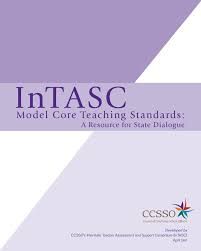 InTASC
Model Core Teaching Standards:
A Resource for State Dialogue
CCSSO
Developed by
CCSSO's Interstate Teacher Assessment and Support Consortium (InTASC)
April 2011